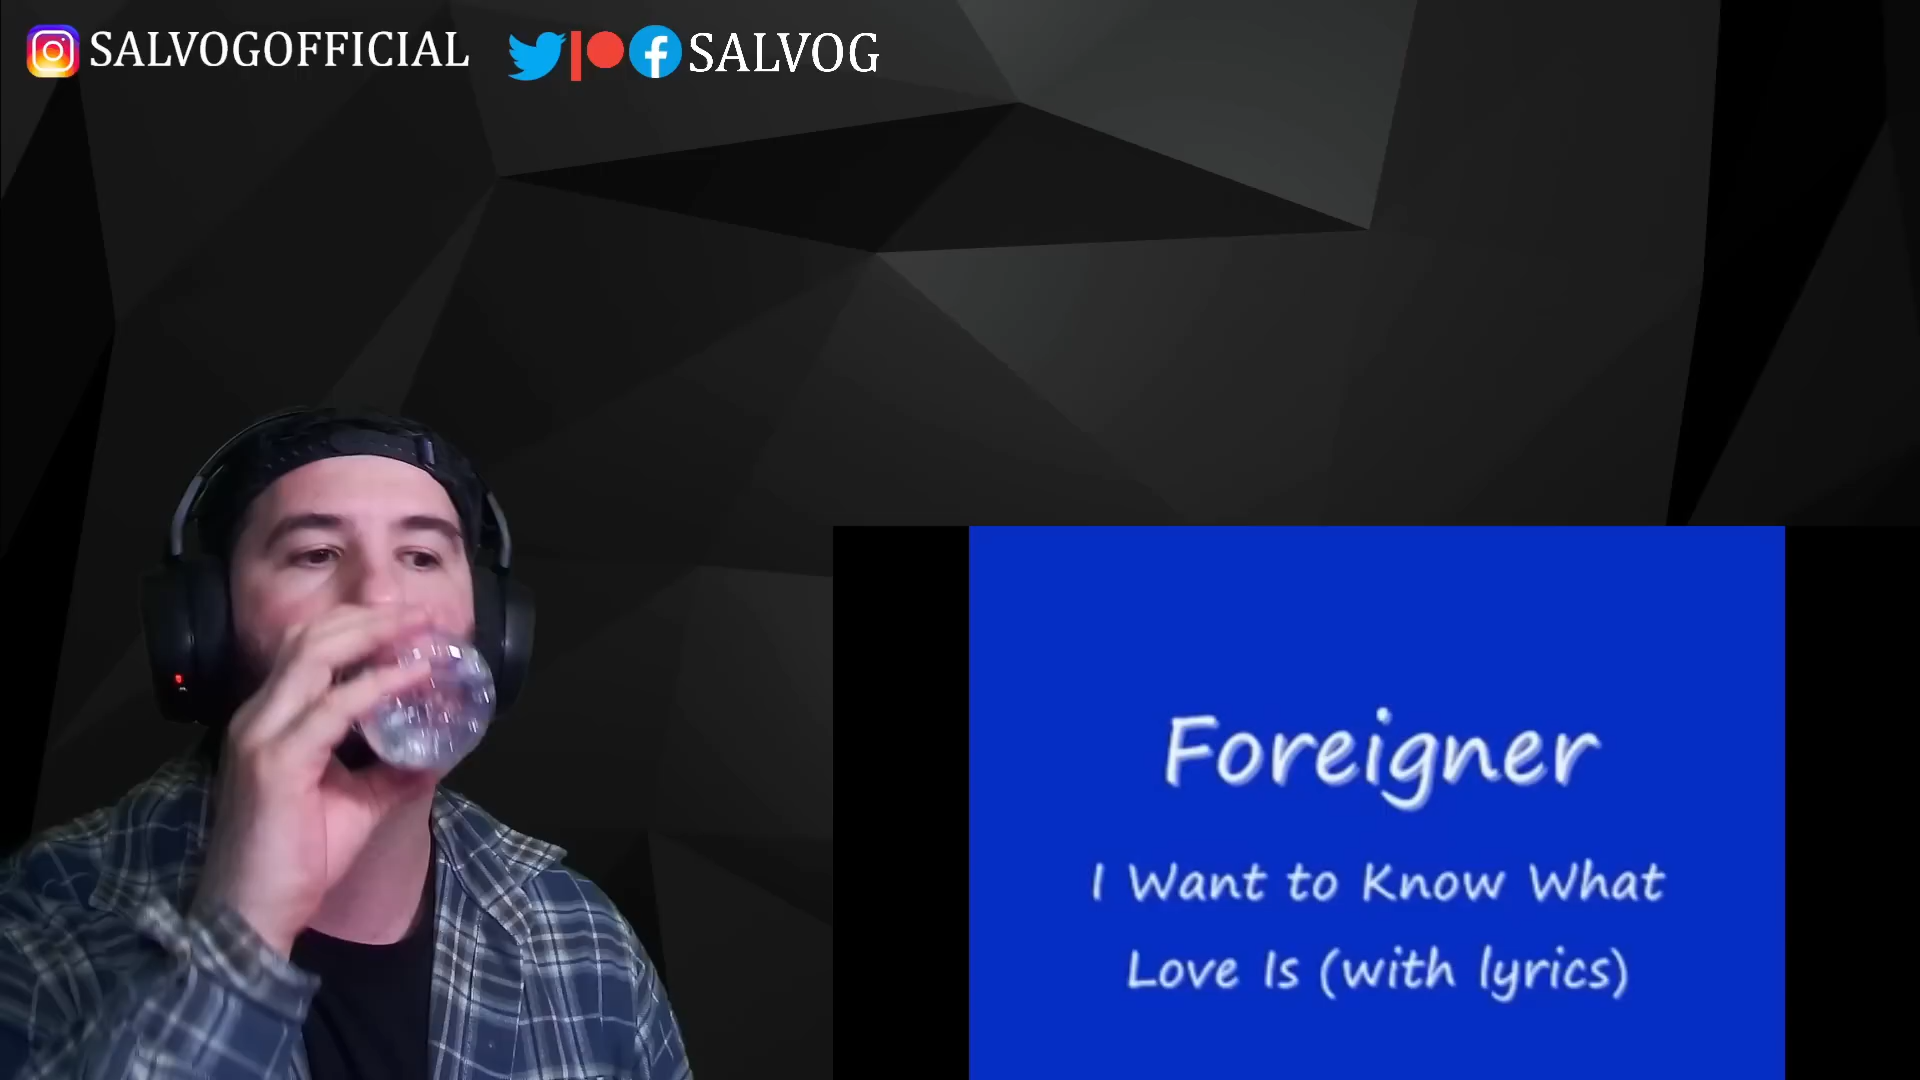 SALVOGOFFICIAL
SALVOG
Foreigner
I Want to Know What
Love Is (with lyrics)